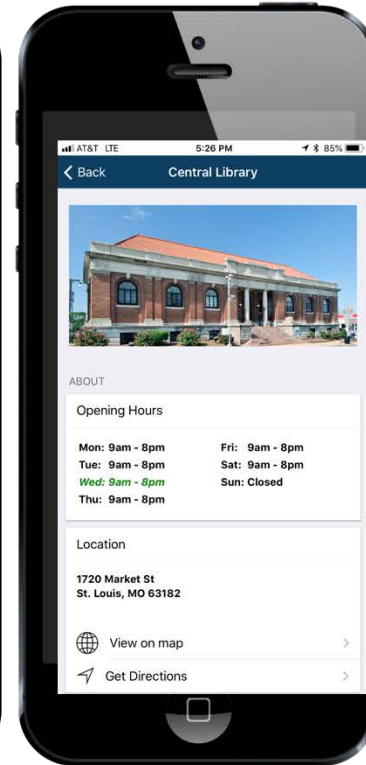 AT&T LTE 5:26 PM 85%
Back Central Library
ABOUT
Opening Hours
Mon: 9am - 8pm Fri: 9am - 8pm
Tue: 9am - 8pm Sat: 9am - 8pm
Wed: 9am - 8pm Sun: Closed
Thu: 9am - 8pm
Location
1720 Market St
St. Louis, MO 63182
View on map
Get Directions